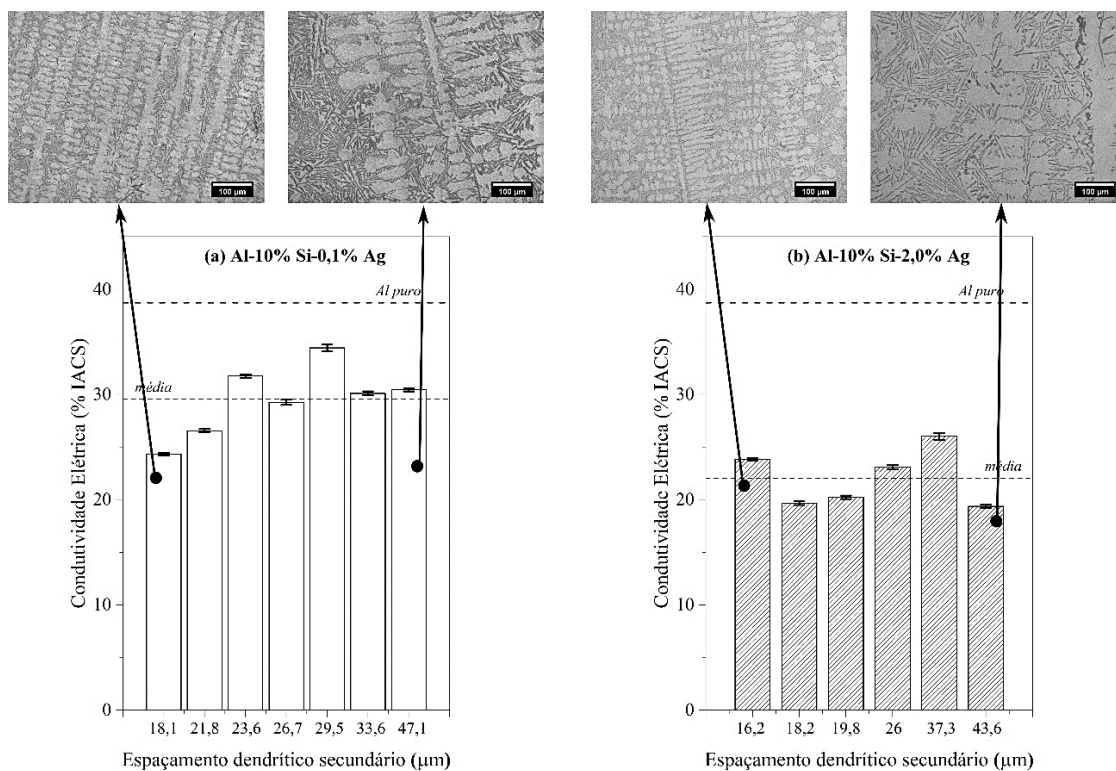 100 µm
100 µm
100 µm
100 µm
(a) Al-10% Si-0,1% Ag
Al puro
média
Condutividade Elétrica (% IACS)
40
30
20
10
0
18,1 21,8 23,6 26,7 29,5 33,6 47,1
Espaçamento dendrítico secundário (µm)
(b) Al-10% Si-2,0% Ag
Al puro
média
Condutividade Elétrica (% IACS)
40
30
20
10
0
16,2 18,2 19,8 26 37,3 43,6
Espaçamento dendrítico secundário (µm)